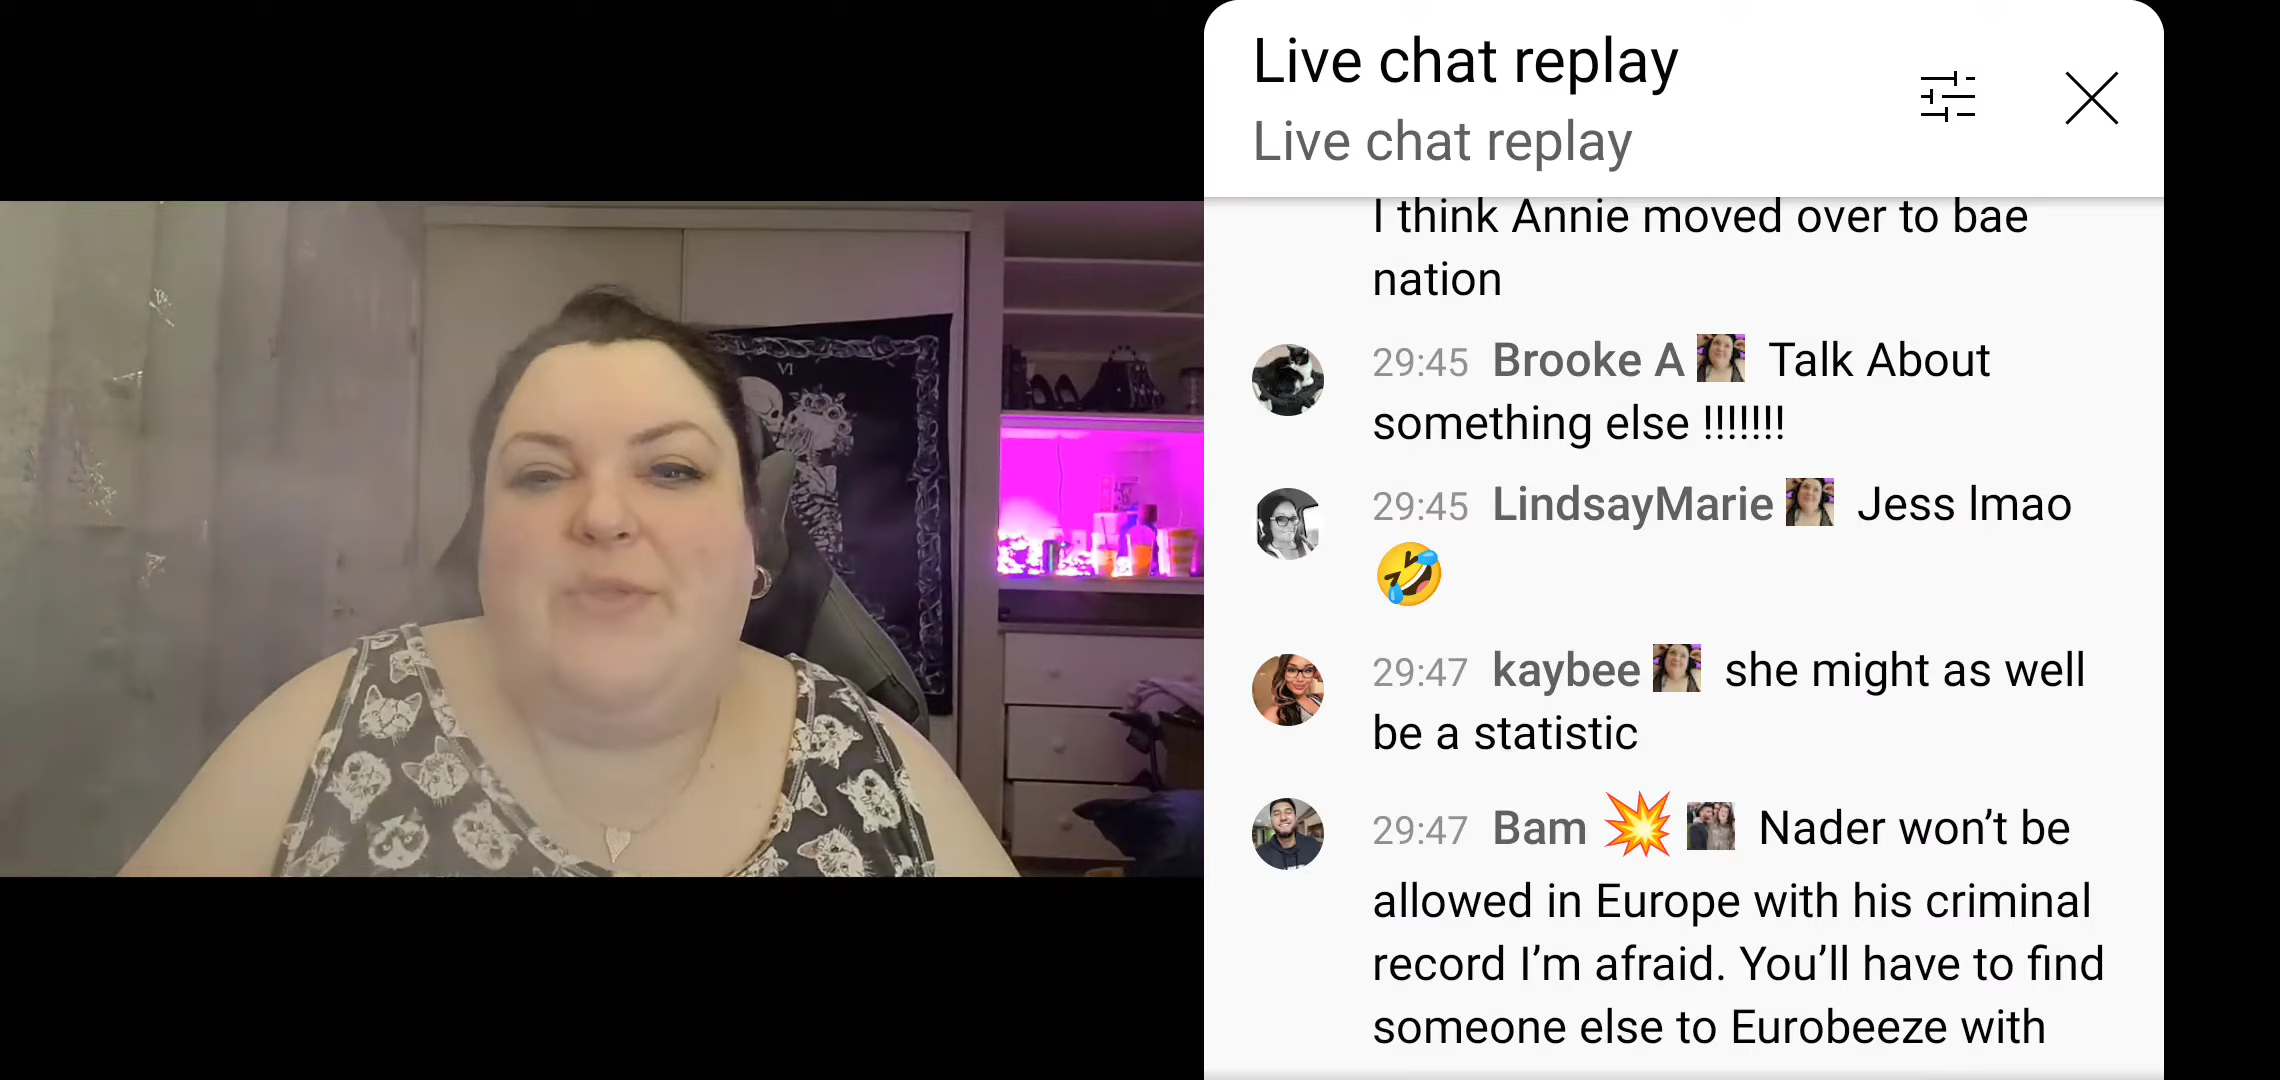 Live chat replay
Live chat replay
I think Annie moved over to bae
nation
29:45 Brooke A Talk About
something else !!!!!!!
29:45 LindsayMarie Jess lmao
🤣
29:47 kaybee she might as well
be a statistic
29:47 Bam 💥 Nader won't be
allowed in Europe with his criminal
record I'm afraid. You'll have to find
someone else to Eurobeeze with
VI